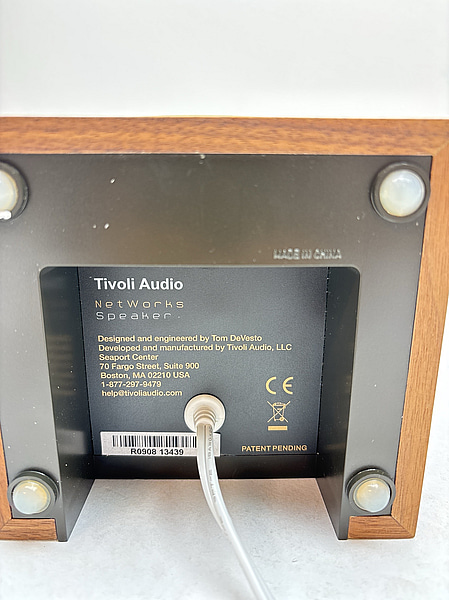 MADE IN CHINA
Tivoli Audio
NetWorks
Speaker.
Designed and engineered by Tom DeVesto
Developed and manufactured by Tivoli Audio, LLC
Seaport Center
70 Fargo Street, Suite 900
Boston, MA 02210 USA
1-877-297-9479
help@tivoliaudio.com
CE
R0908 13439
PATENT PENDING